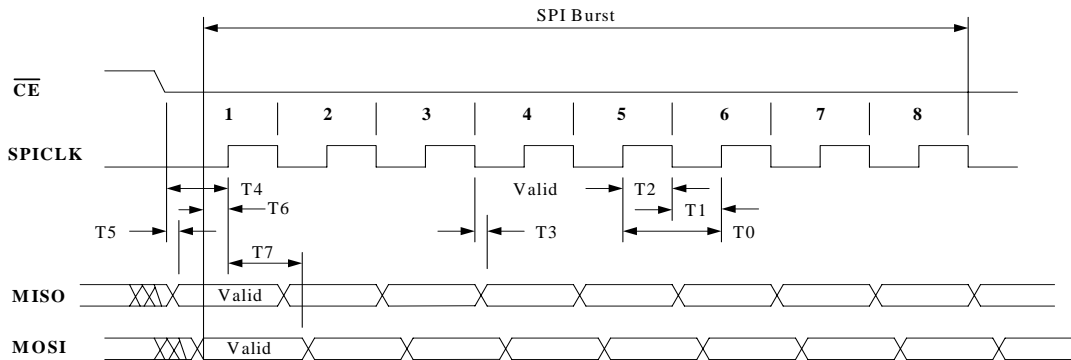 SPI Burst
CE
1 2 3 4 5 6 7 8
SPICLK
T4 Valid T2
T6 T1
T5 T3 T0
T7
MISO Valid
MOSI Valid